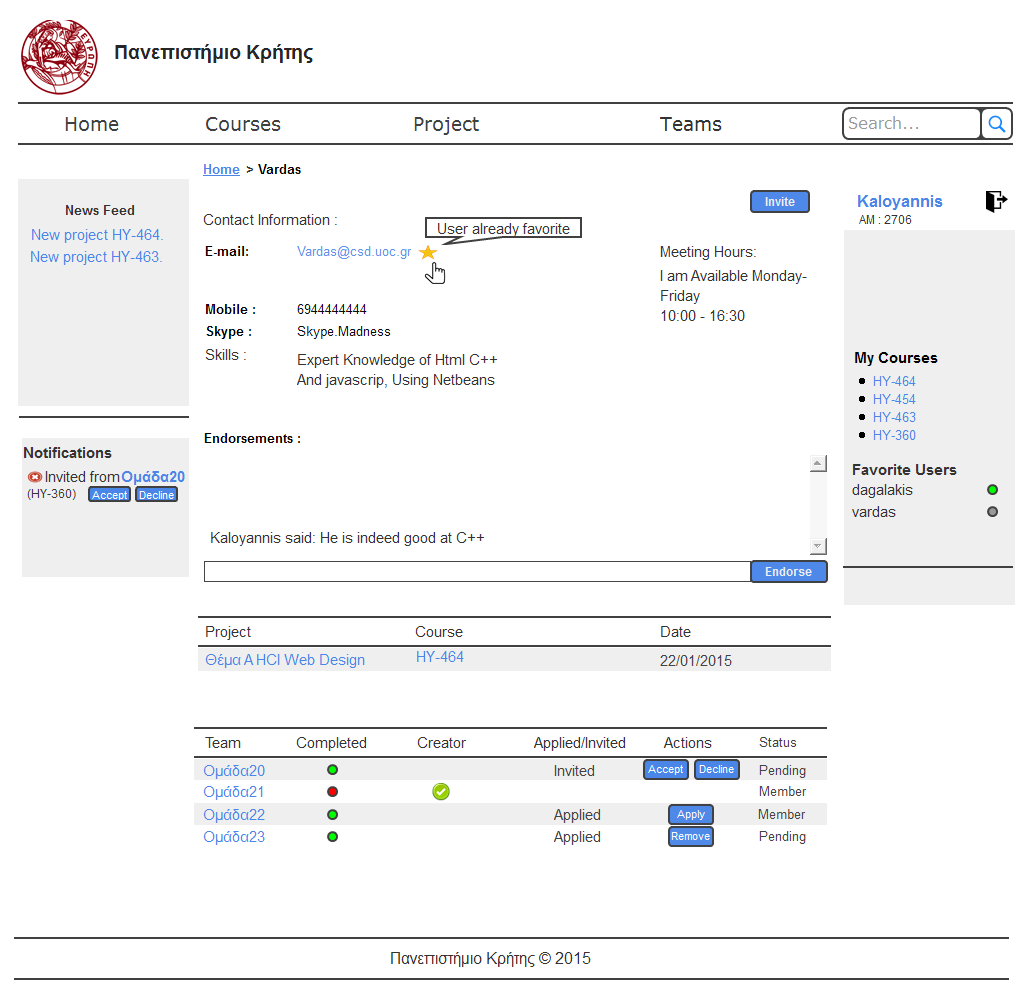 ΕΥΡΩΠΗ
Πανεπιστήμιο Κρήτης
Home Courses Project Teams Search...
Home > Vardas
News Feed
New project HY-464.
New project HY-463.
Notifications
Invited from Ομάδα20
(HY-360) Accept Decline
Invite
Contact Information :
User already favorite
E-mail: Vardas@csd.uoc.gr
Mobile : 6944444444
Skype : Skype.Madness
Skills : Expert Knowledge of Html C++
And javascrip, Using Netbeans
Meeting Hours:
I am Available Monday-
Friday
10:00 - 16:30
Endorsements :
Kaloyannis said: He is indeed good at C++
Endorse
Kaloyannis
AM : 2706
My Courses
HY-464
HY-454
HY-463
HY-360
Favorite Users
dagalakis
vardas
Project Course Date
Θέμα Α HCI Web Design HY-464 22/01/2015
Team Completed Creator Applied/Invited Actions Status
Ομάδα20 Invited Accept Decline Pending
Ομάδα21 Member
Ομάδα22 Applied Apply Member
Ομάδα23 Applied Remove Pending
Πανεπιστήμιο Κρήτης © 2015